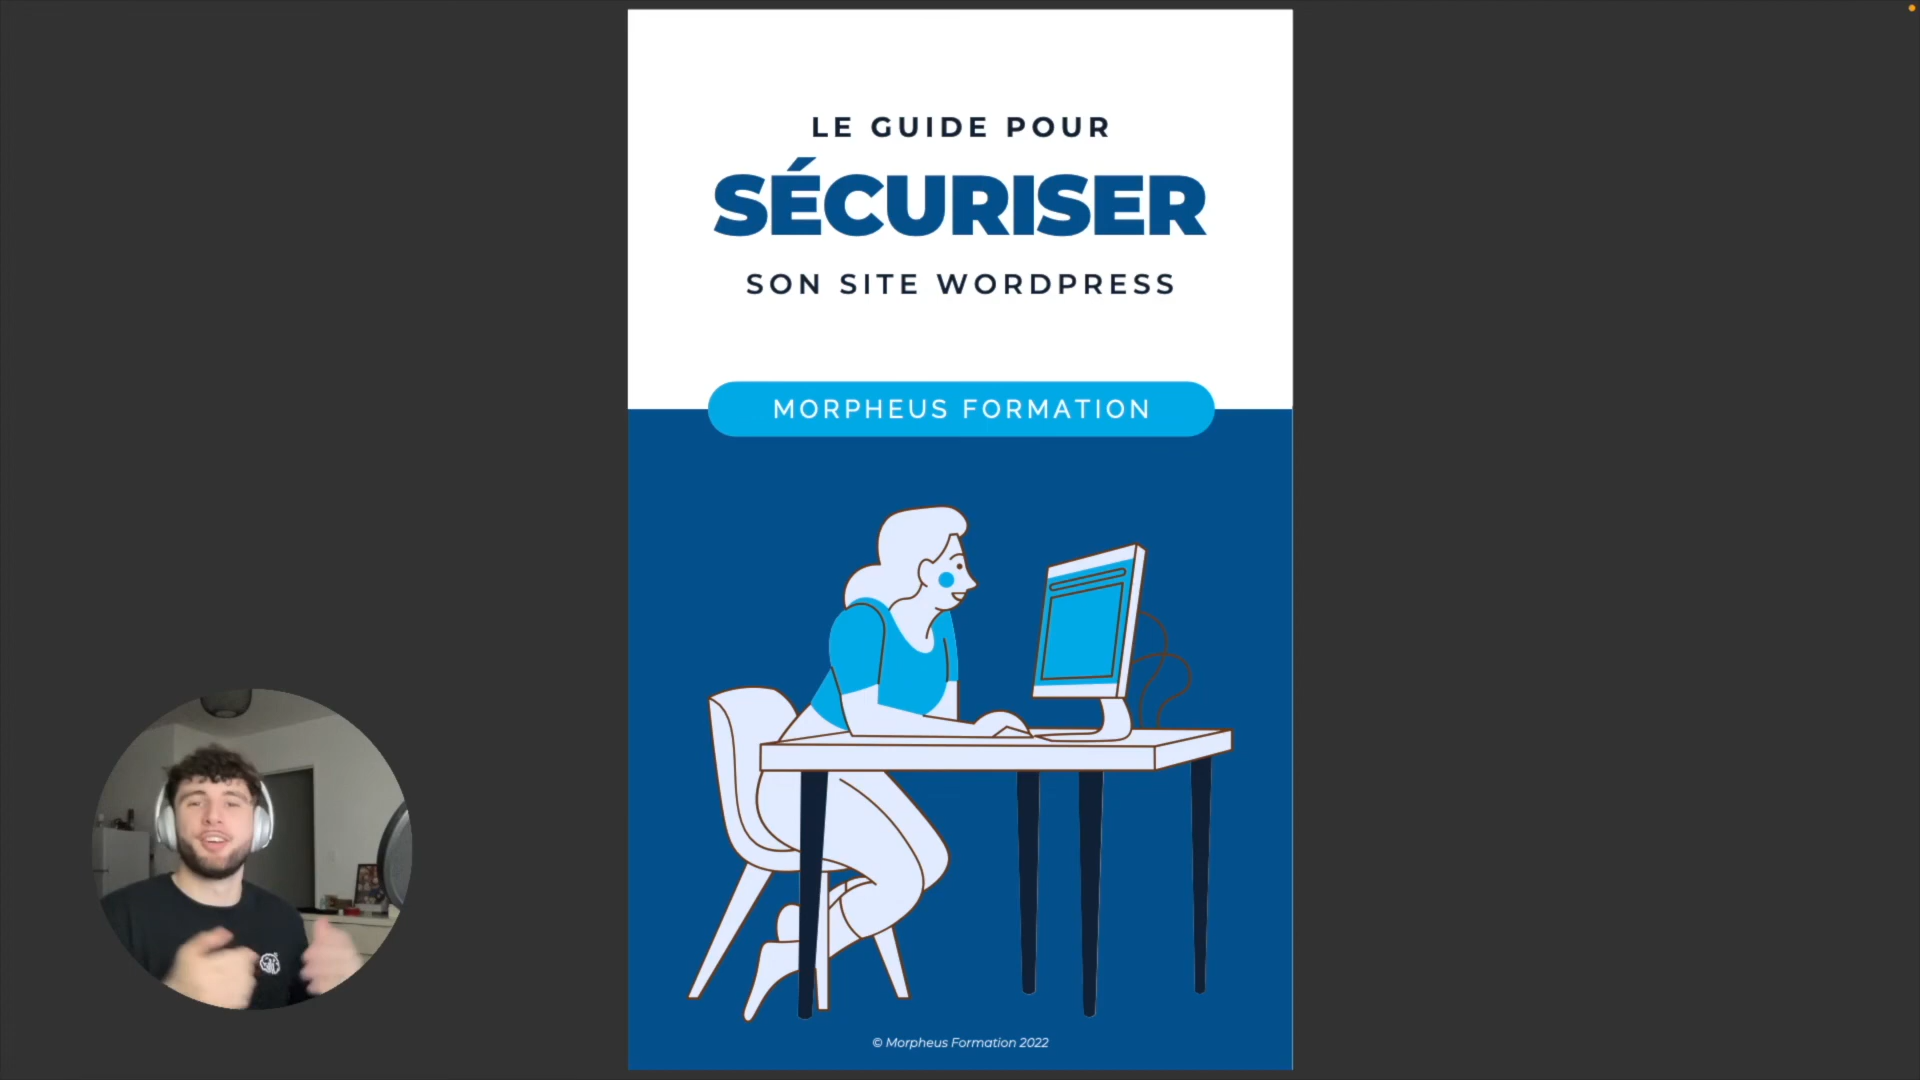 LE GUIDE POUR
SÉCURISER
SON SITE WORDPRESS
MORPHEUS FORMATION
© Morpheus Formation 2022